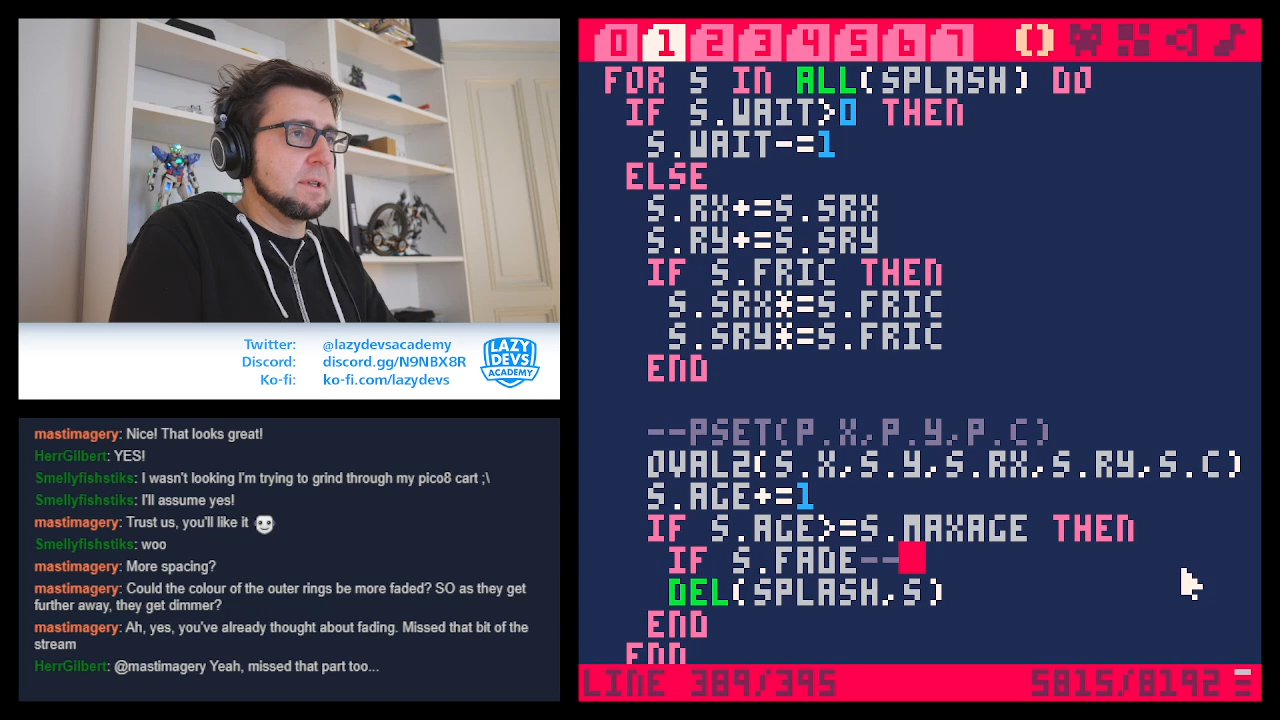 Twitter: @lazydevsacademy
Discord: discord.gg/N9NBX8R
Ko-fi: ko-fi.com/lazydevs
LAZY
DEVS
ACADEMY
mastimagery: Nice! That looks great!
HerrGilbert: YES!
Smellyfishstiks: I wasn't looking I'm trying to grind through my pico8 cart ;\
Smellyfishstiks: I'll assume yes!
mastimagery: Trust us, you'll like it
Smellyfishstiks: woo
mastimagery: More spacing?
mastimagery: Could the colour of the outer rings be more faded? SO as they get
further away, they get dimmer?
mastimagery: Ah, yes, you've already thought about fading. Missed that bit of the
stream
HerrGilbert: @mastimagery Yeah, missed that part too...
0 1 2 3 4 5 6 7 ()
FOR S IN ALL(SPLASH) DO
IF S.WAIT>0 THEN
S.WAIT-=1
ELSE
S.RX+=S.SRX
S.RY+=S.SRY
IF S.FRIC THEN
S.SRX*=S.FRIC
S.SRY*=S.FRIC
END
--PSET(P.X,P.Y,P.C)
OVAL2(S.X,S.Y,S.RX,S.RY,S.C)
S.AGE+=1
IF S.AGE>=S.MAXAGE THEN
IF S.FADE--
DEL(SPLASH,S)
END
END
LINE 389/395 5815/8192